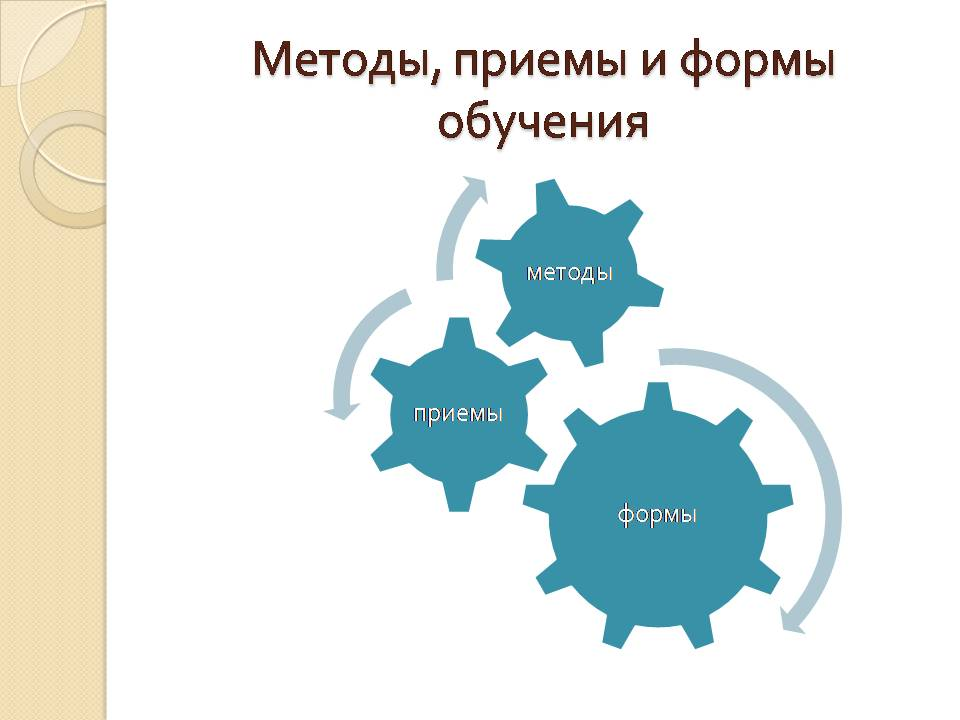 Методы, приемы и формы
обучения
методы
приемы
формы